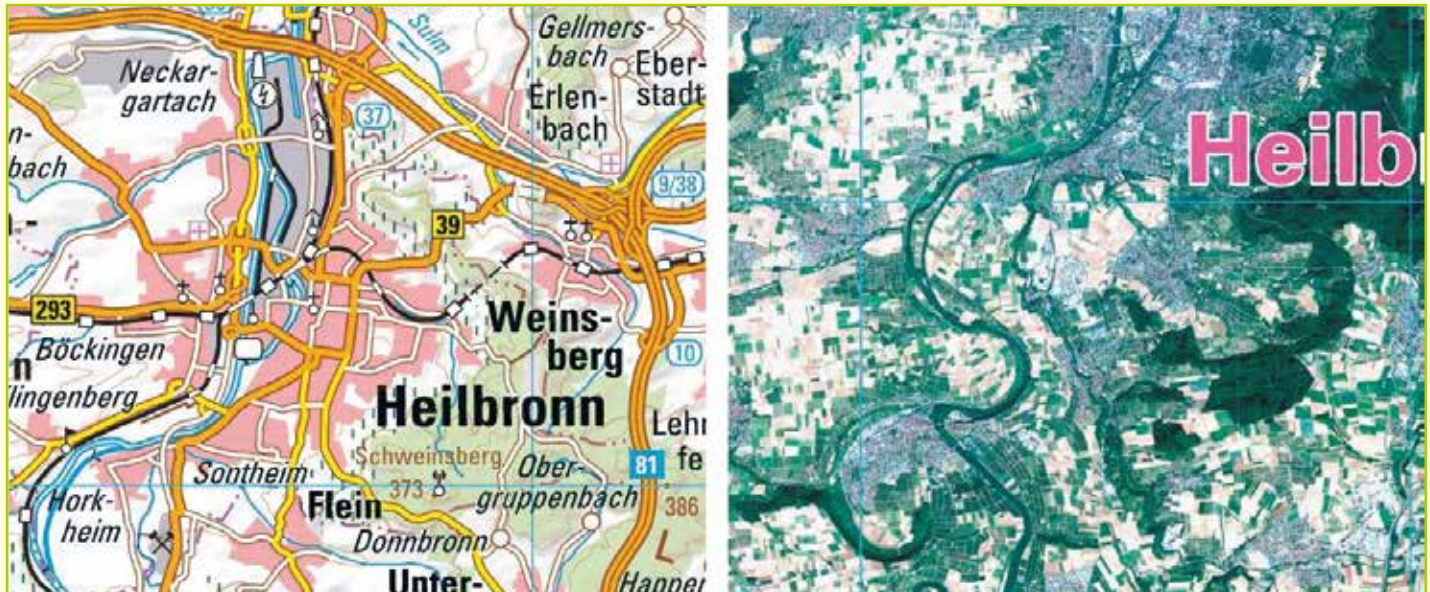 Neckar-
gartach
Sulm
Gellmers-
bach
Eber-
stadt
Erlen-
bach
37
n-
bach
9/38
39
293
Böckingen
n
lingenberg
Weins-
berg
10
Heilbronn
Lehr
fe
81
Schweinsberg
373
Ober-
gruppenbach
386
Sontheim
Flein
Hork-
heim
Donnbronn
Unter-
Happer
Heilb